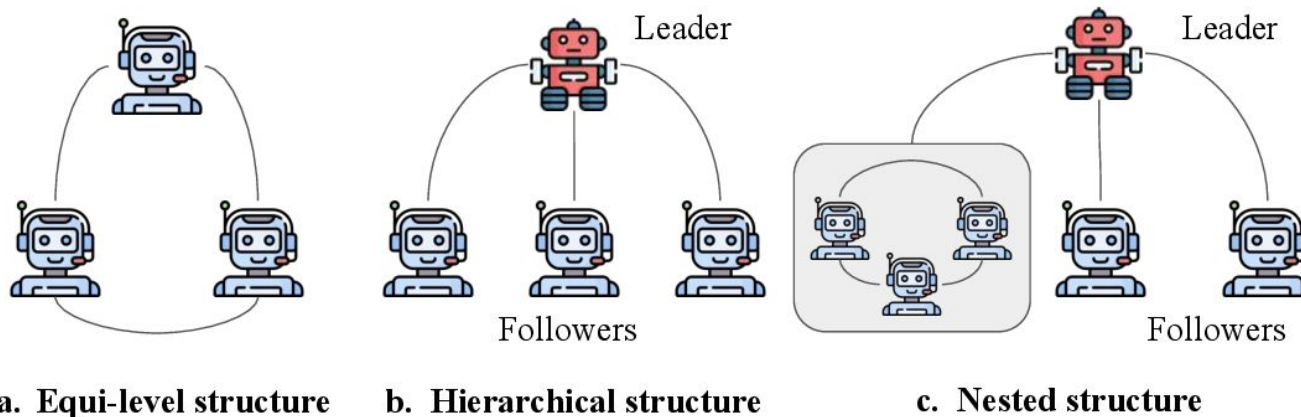 Leader
Leader
Followers
Followers
a. Equi-level structure
b. Hierarchical structure
c. Nested structure